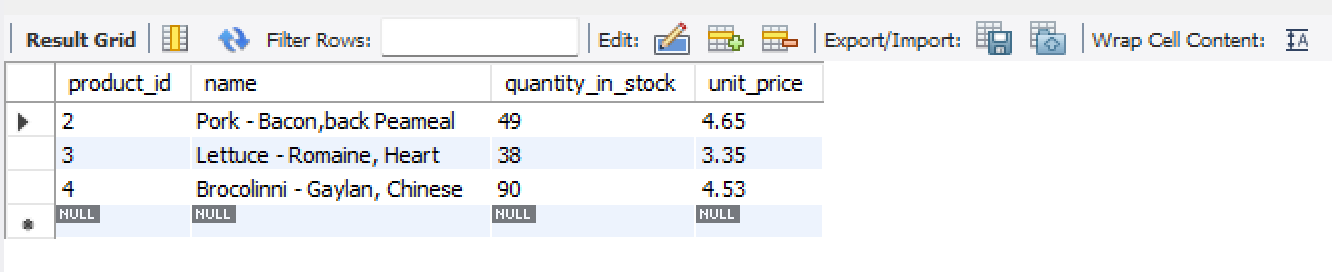 Result Grid Filter Rows: Edit: Export/Import: Wrap Cell Content: IA
product_id name quantity_in_stock unit_price
2 Pork - Bacon,back Peameal 49 4.65
3 Lettuce - Romaine, Heart 38 3.35
4 Brocolinni - Gaylan, Chinese 90 4.53
NULL NULL NULL NULL